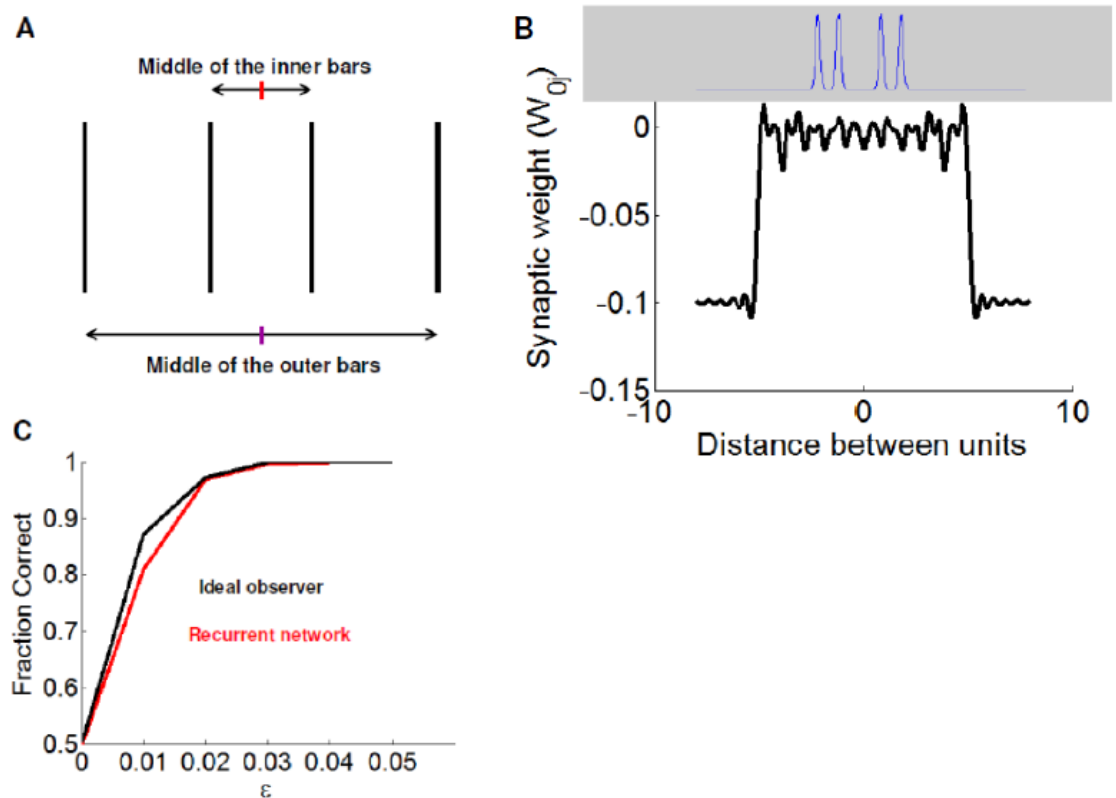 A
Middle of the inner bars
Middle of the outer bars
B
Synaptic weight (W0j)
0
-0.05
-0.1
-0.15
-10
0
10
Distance between units
C
Fraction Correct
1
0.9
0.8
0.7
0.6
0.5
Ideal observer
Recurrent network
0
0.01
0.02
0.03
0.04
0.05
ε